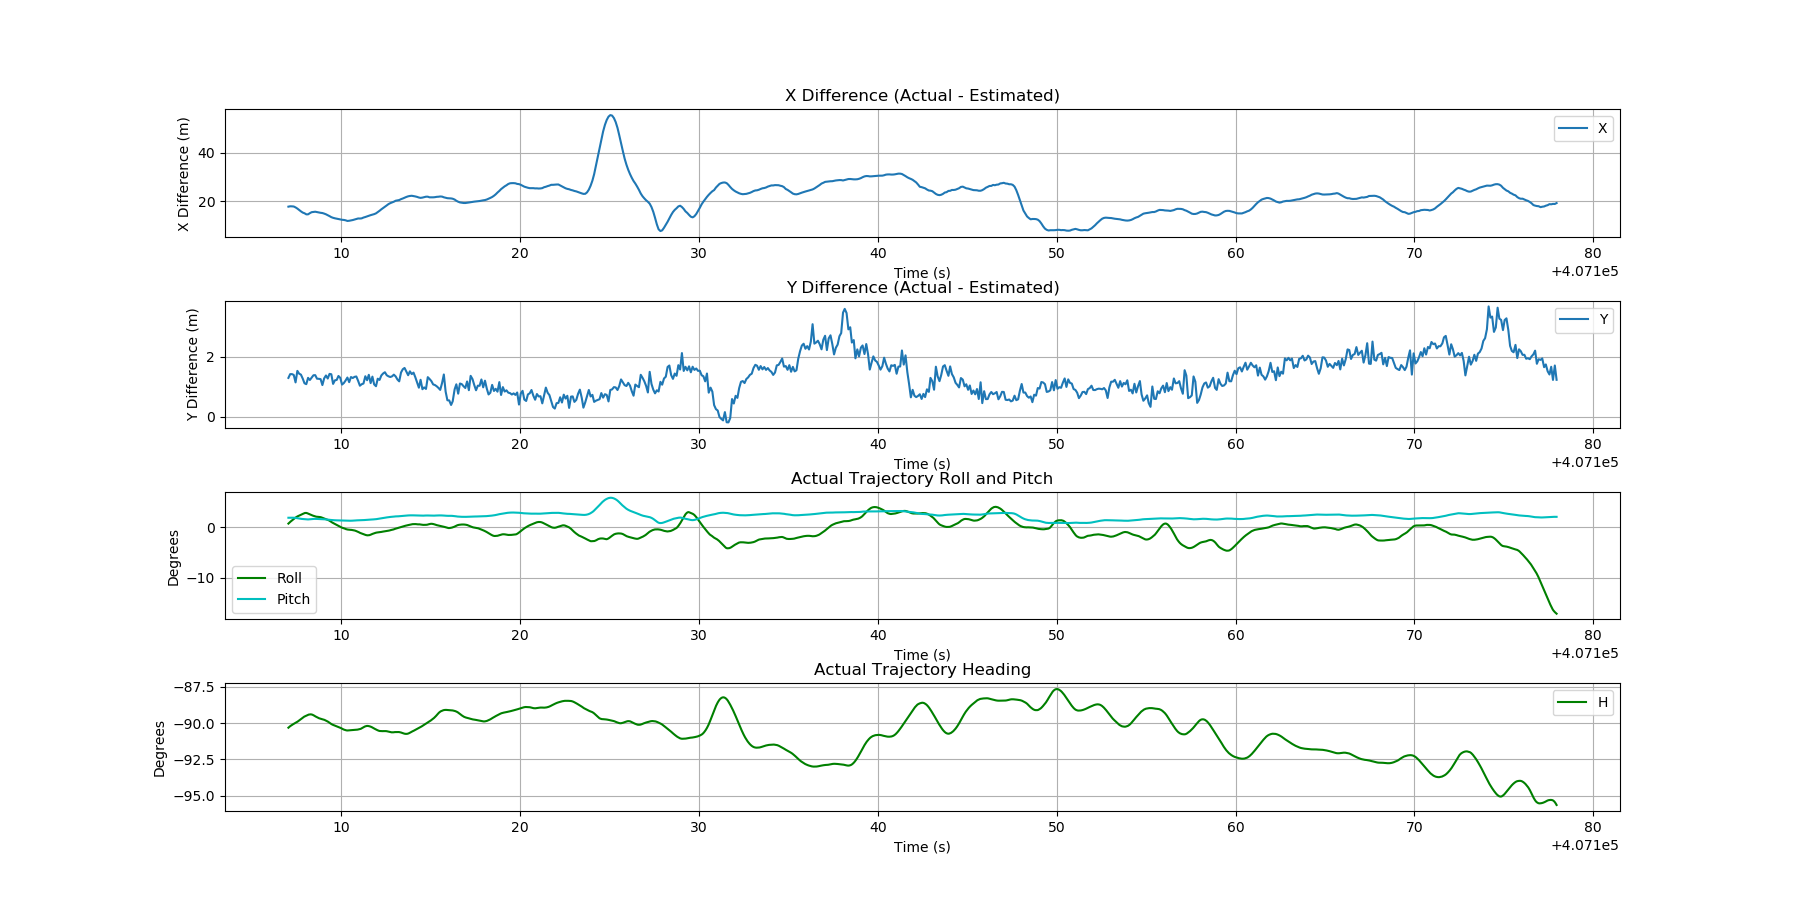 X Difference (Actual - Estimated)
X Difference (m)
40
20
X
10 20 30 40 50 60 70 80
Time (s)
+4.071e5
Y Difference (Actual - Estimated)
Y Difference (m)
2
0
Y
10 20 30 40 50 60 70 80
Time (s)
+4.071e5
Actual Trajectory Roll and Pitch
Degrees
0
−10
Roll
Pitch
10 20 30 40 50 60 70 80
Time (s)
+4.071e5
Actual Trajectory Heading
Degrees
−87.5
−90.0
−92.5
−95.0
H
10 20 30 40 50 60 70 80
Time (s)
+4.071e5